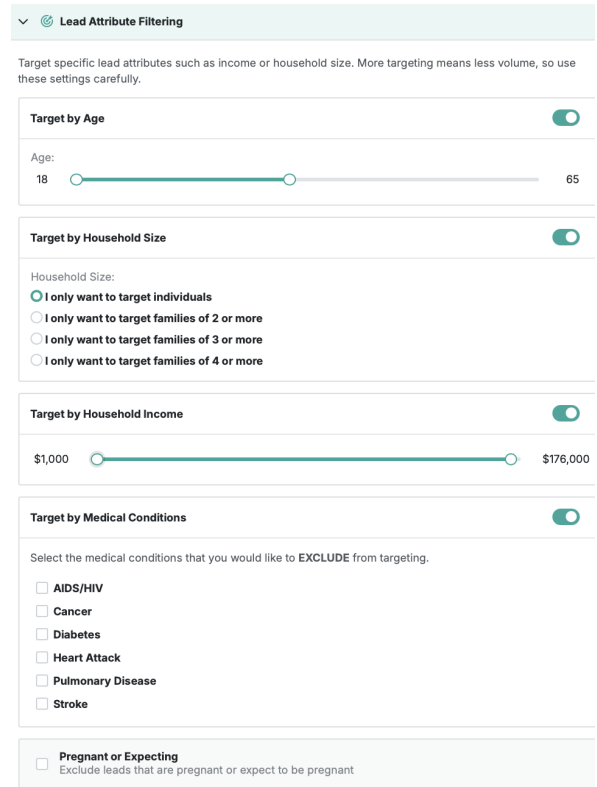 Lead Attribute Filtering
Target specific lead attributes such as income or household size. More targeting means less volume, so use
these settings carefully.
Target by Age
Age:
18 65
Target by Household Size
Household Size:
I only want to target individuals
I only want to target families of 2 or more
I only want to target families of 3 or more
I only want to target families of 4 or more
Target by Household Income
$1,000 $176,000
Target by Medical Conditions
Select the medical conditions that you would like to EXCLUDE from targeting.
AIDS/HIV
Cancer
Diabetes
Heart Attack
Pulmonary Disease
Stroke
Pregnant or Expecting
Exclude leads that are pregnant or expect to be pregnant